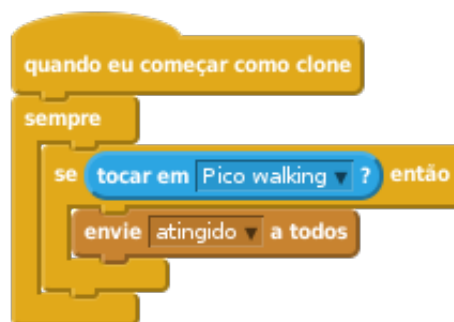 quando eu começar como clone
sempre
se tocar em Pico walking ? então
envie atingido a todos